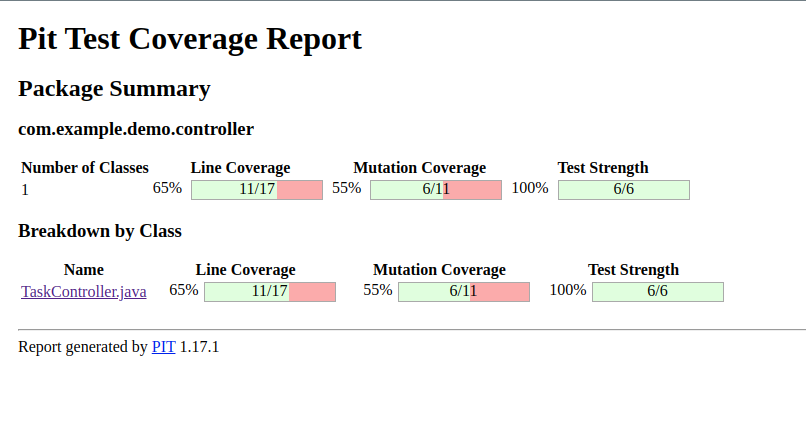 Pit Test Coverage Report
Package Summary
com.example.demo.controller
Number of Classes Line Coverage Mutation Coverage Test Strength
1 65% 11/17 55% 6/11 100% 6/6
Breakdown by Class
Name Line Coverage Mutation Coverage Test Strength
TaskController.java 65% 11/17 55% 6/11 100% 6/6
Report generated by PIT 1.17.1